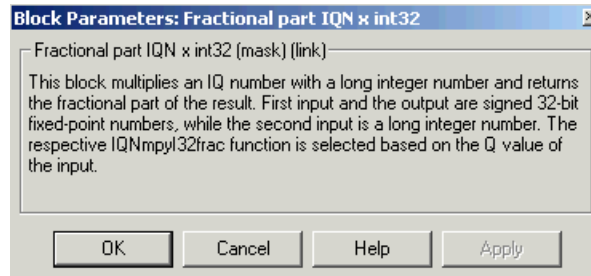 Block Parameters: Fractional part IQN x int32
Fractional part IQN x int32 (mask) (link)
This block multiplies an IQ number with a long integer number and returns
the fractional part of the result. First input and the output are signed 32-bit
fixed-point numbers, while the second input is a long integer number. The
respective IQNmpyI32frac function is selected based on the Q value of
the input.
OK Cancel Help Apply